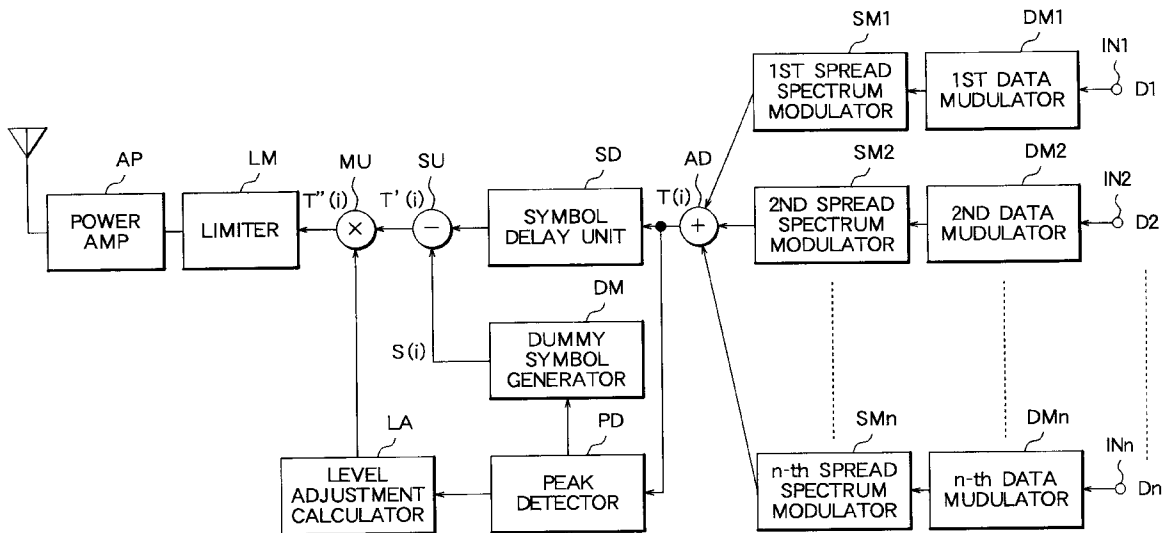 SM1
DM1
IN1
1ST SPREAD
SPECTRUM
MODULATOR
1ST DATA
MUDULATOR
D1
AP
LM
MU
SU
SD
AD
SM2
DM2
IN2
T"(i)
T'(i)
T(i)
POWER
AMP
LIMITER
×
−
SYMBOL
DELAY UNIT
+
2ND SPREAD
SPECTRUM
MODULATOR
2ND DATA
MUDULATOR
D2
DM
S(i)
DUMMY
SYMBOL
GENERATOR
LA
PD
SMn
DMn
INn
LEVEL
ADJUSTMENT
CALCULATOR
PEAK
DETECTOR
n-th SPREAD
SPECTRUM
MODULATOR
n-th DATA
MUDULATOR
Dn